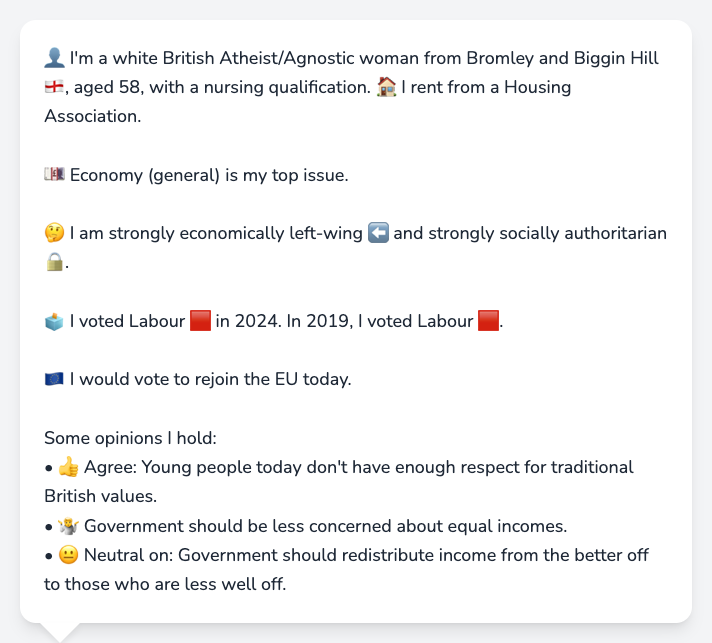 👤 I'm a white British Atheist/Agnostic woman from Bromley and Biggin Hill
🏴󠁧󠁢󠁥󠁮󠁧󠁿, aged 58, with a nursing qualification. 🏠 I rent from a Housing
Association.
💷 Economy (general) is my top issue.
🤔 I am strongly economically left-wing ⬅️ and strongly socially authoritarian
🔒.
🗳️ I voted Labour 🟥 in 2024. In 2019, I voted Labour 🟥.
🇪🇺 I would vote to rejoin the EU today.
Some opinions I hold:
• 👍 Agree: Young people today don't have enough respect for traditional
British values.
• 🤷 Government should be less concerned about equal incomes.
• 😐 Neutral on: Government should redistribute income from the better off
to those who are less well off.